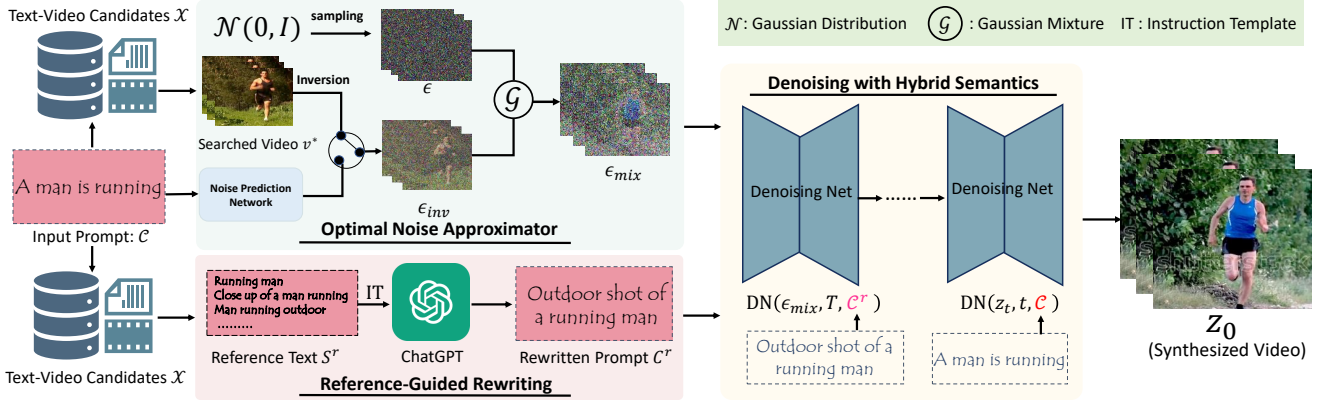 Text-Video Candidates 𝒳
𝒩(0, I)
sampling
ϵ
𝒩: Gaussian Distribution
𝒢 : Gaussian Mixture
IT : Instruction Template
Inversion
Searched Video v*
𝒢
ϵ_mix
A man is running
Input Prompt: 𝒞
Noise Prediction
Network
ϵ_inv
Optimal Noise Approximator
Denoising with Hybrid Semantics
Denoising Net
......
Denoising Net
DN(ϵ_mix, T, 𝒞^r)
DN(z_t, t, 𝒞)
Outdoor shot of a
running man
A man is running
z_0
(Synthesized Video)
Running man
Close up of a man running
Man running outdoor
.........
IT
Outdoor shot of
a running man
Reference Text S^r
ChatGPT
Rewritten Prompt C^r
Reference-Guided Rewriting
Text-Video Candidates 𝒳